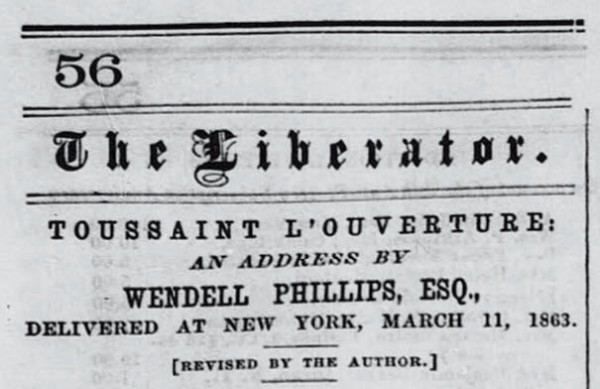 56
The Liberator.
TOUSSAINT L'OUVERTURE:
AN ADDRESS BY
WENDELL PHILLIPS, ESQ.,
DELIVERED AT NEW YORK, MARCH 11, 1863.
[REVISED BY THE AUTHOR.]